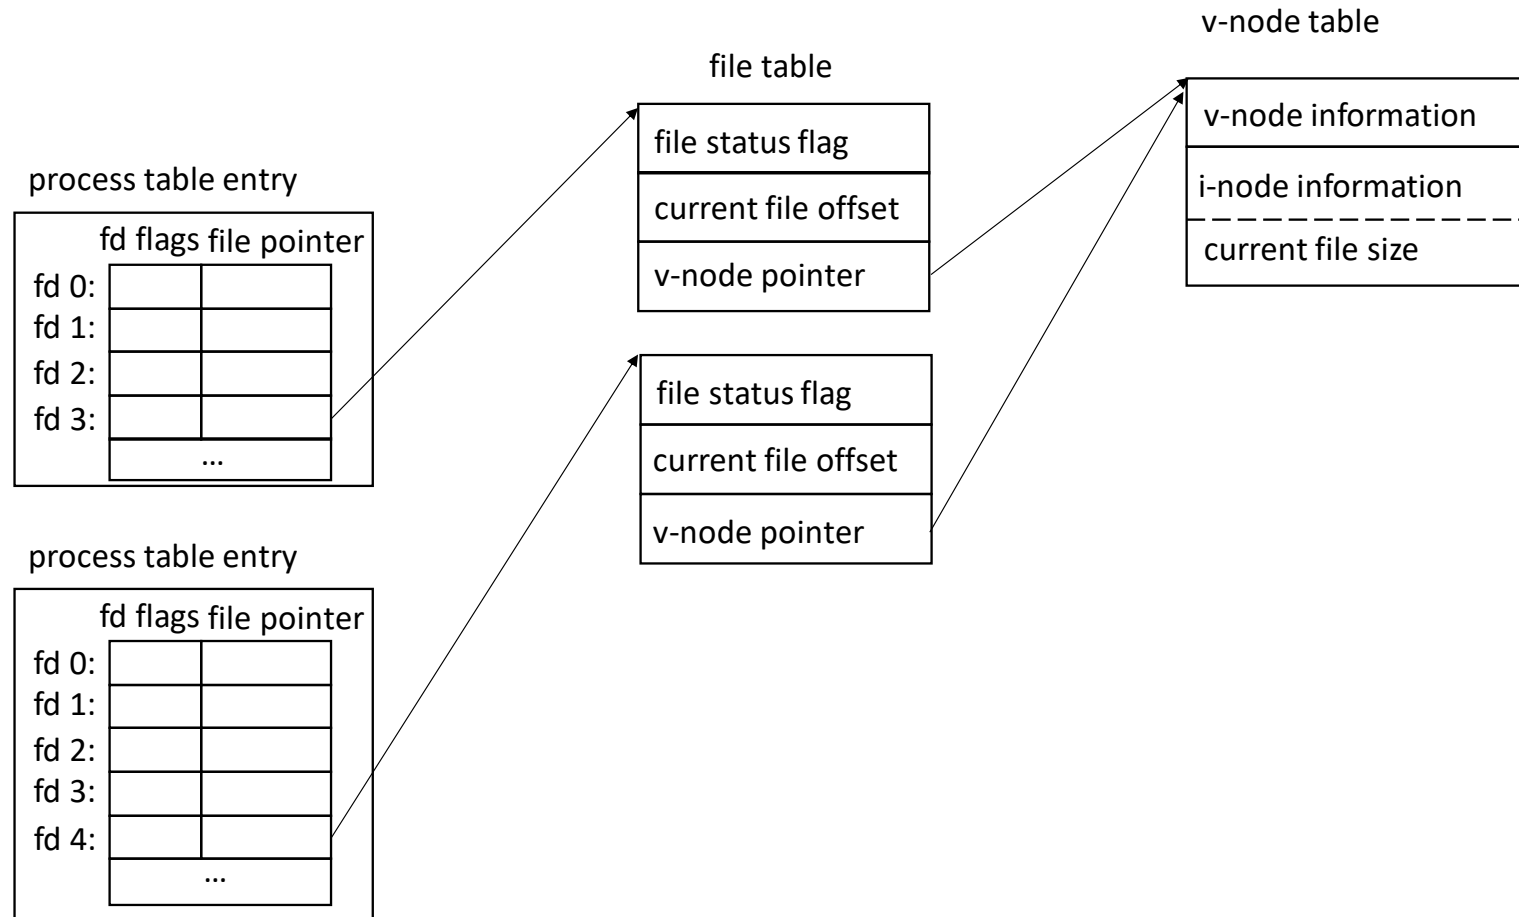 process table entry
fd flags file pointer
fd 0:
fd 1:
fd 2:
fd 3:
...
process table entry
fd flags file pointer
fd 0:
fd 1:
fd 2:
fd 3:
fd 4:
...
file table
file status flag
current file offset
v-node pointer
file status flag
current file offset
v-node pointer
v-node table
v-node information
i-node information
current file size